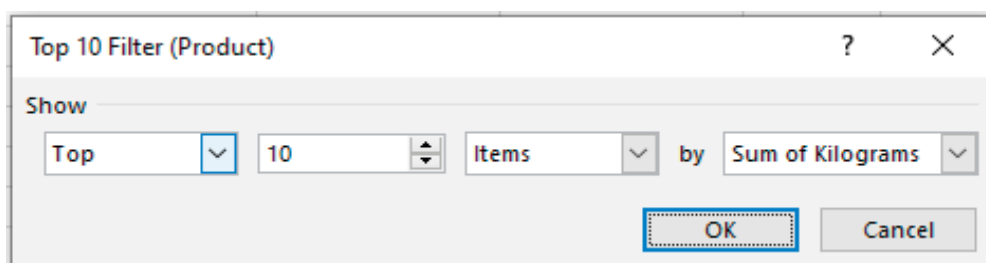 Top 10 Filter (Product) ?
Show
Top 10 Items by Sum of Kilograms
OK Cancel